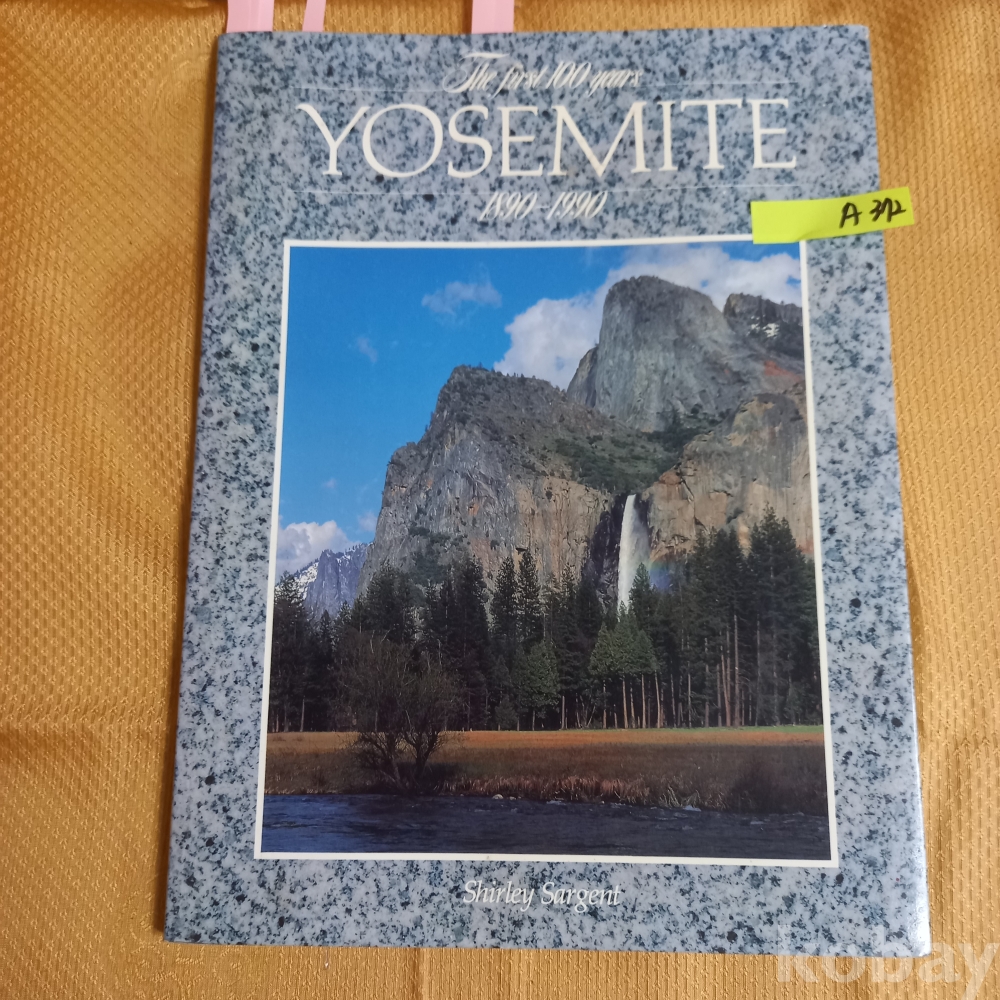 The first 100 years
YOSEMITE
1890-1990
A 372
Shirley Sargent
kobay